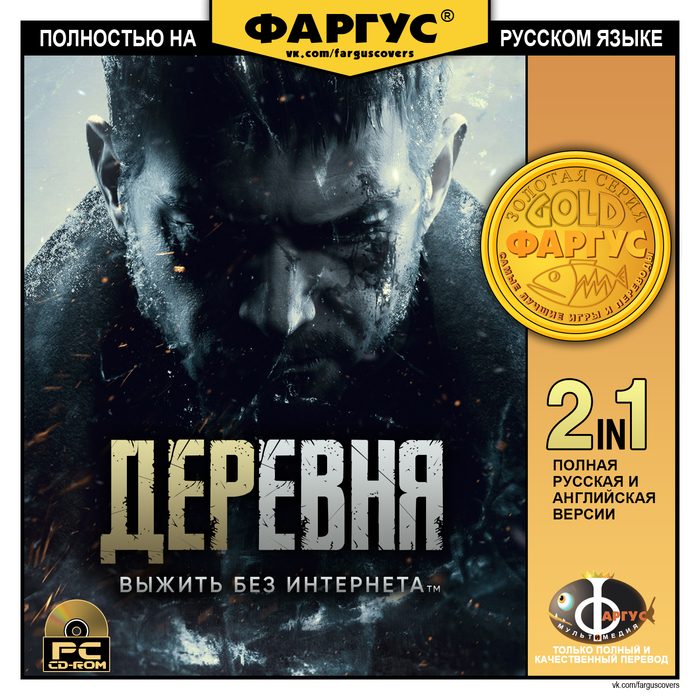 ПОЛНОСТЬЮ НА
ФАРГУС®
vk.com/farguscovers
РУССКОМ ЯЗЫКЕ
ЗОЛОТАЯ СЕРИЯ
GOLD
ФАРГУС
САМЫЕ ЛУЧШИЕ ИГРЫ И ПЕРЕВОДЫ
2IN1
ПОЛНАЯ
РУССКАЯ И
АНГЛИЙСКАЯ
ВЕРСИИ
ДЕРЕВНЯ
ВЫЖИТЬ БЕЗ ИНТЕРНЕТА™
PC
CD-ROM
ФАРГУС
МУЛЬТИМЕДИЯ
ТОЛЬКО ПОЛНЫЙ И
КАЧЕСТВЕННЫЙ ПЕРЕВОД
vk.com/farguscovers